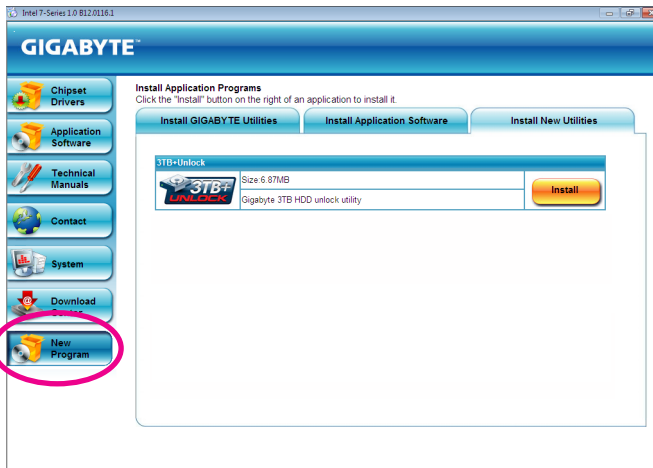 Intel 7-Series 1.0 B12.0116.1
GIGABYTE™
Chipset
Drivers
Application
Software
Technical
Manuals
Contact
System
Download
Center
New
Program
Install Application Programs
Click the "Install" button on the right of an application to install it.
Install GIGABYTE Utilities
Install Application Software
Install New Utilities
3TB+Unlock
3TB+
UNLOCK
Size:6.87MB
Gigabyte 3TB HDD unlock utility
Install